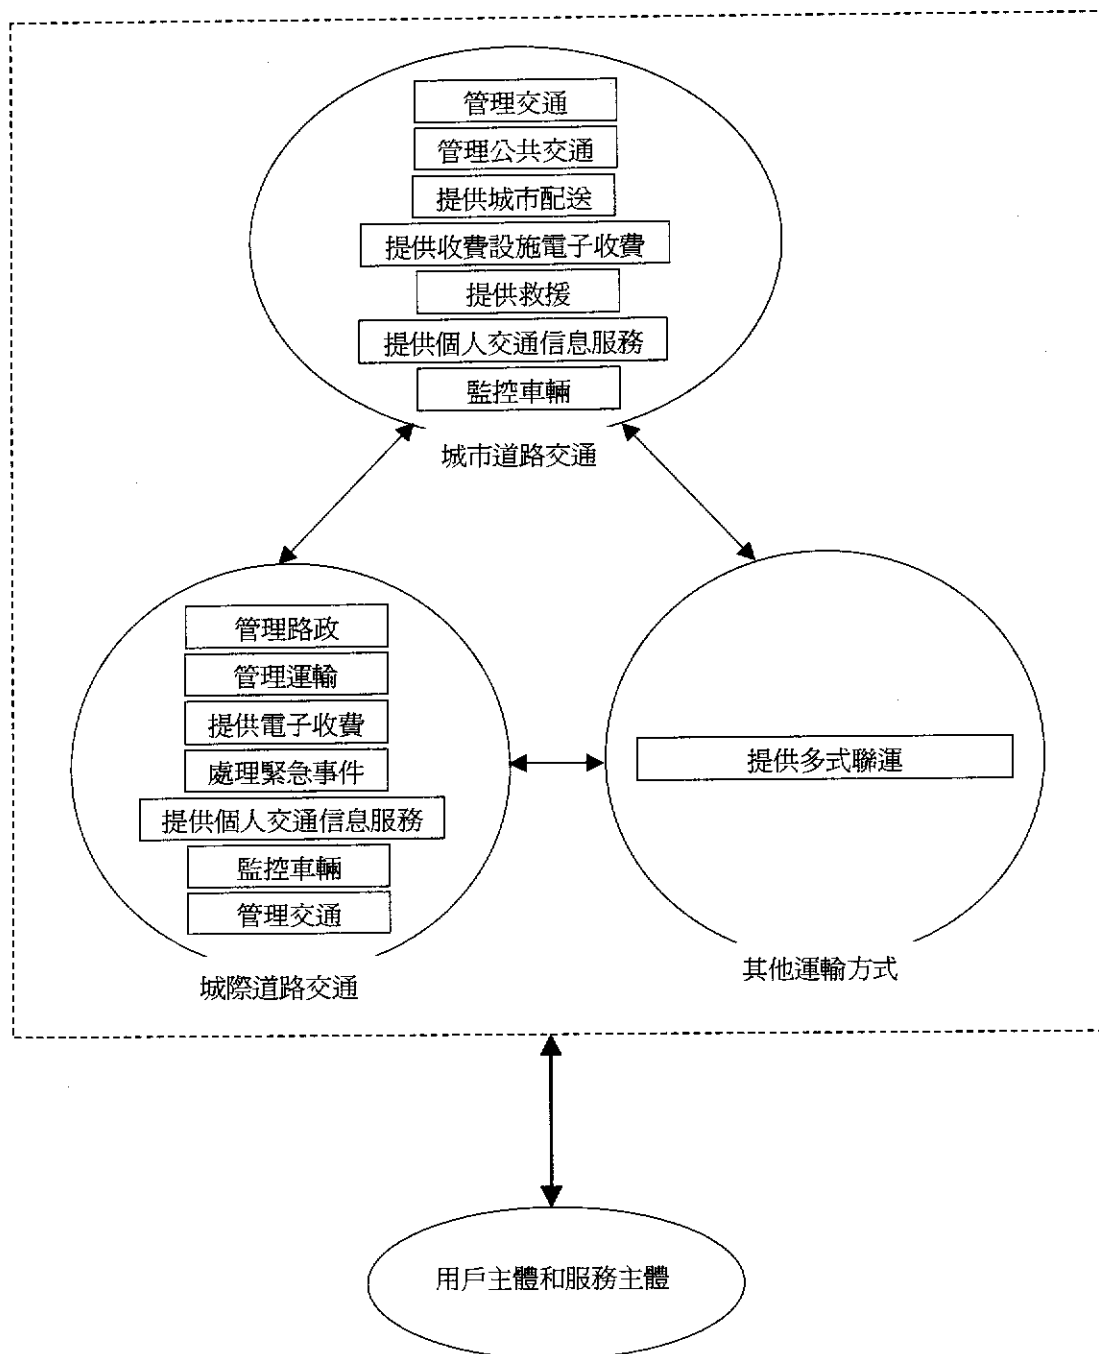 管理交通
管理公共交通
提供城市配送
提供收費設施電子收費
提供救援
提供個人交通信息服務
監控車輛
城市道路交通
管理路政
管理運輸
提供電子收費
處理緊急事件
提供個人交通信息服務
監控車輛
管理交通
城際道路交通
提供多式聯運
其他運輸方式
用戶主體和服務主體